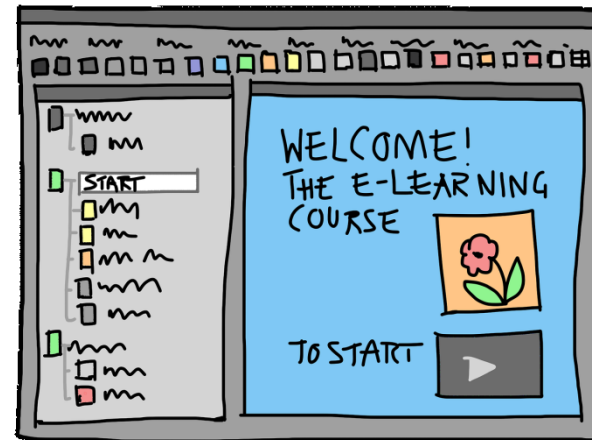 START
WELCOME!
THE E-LEARNING
COURSE
TO START